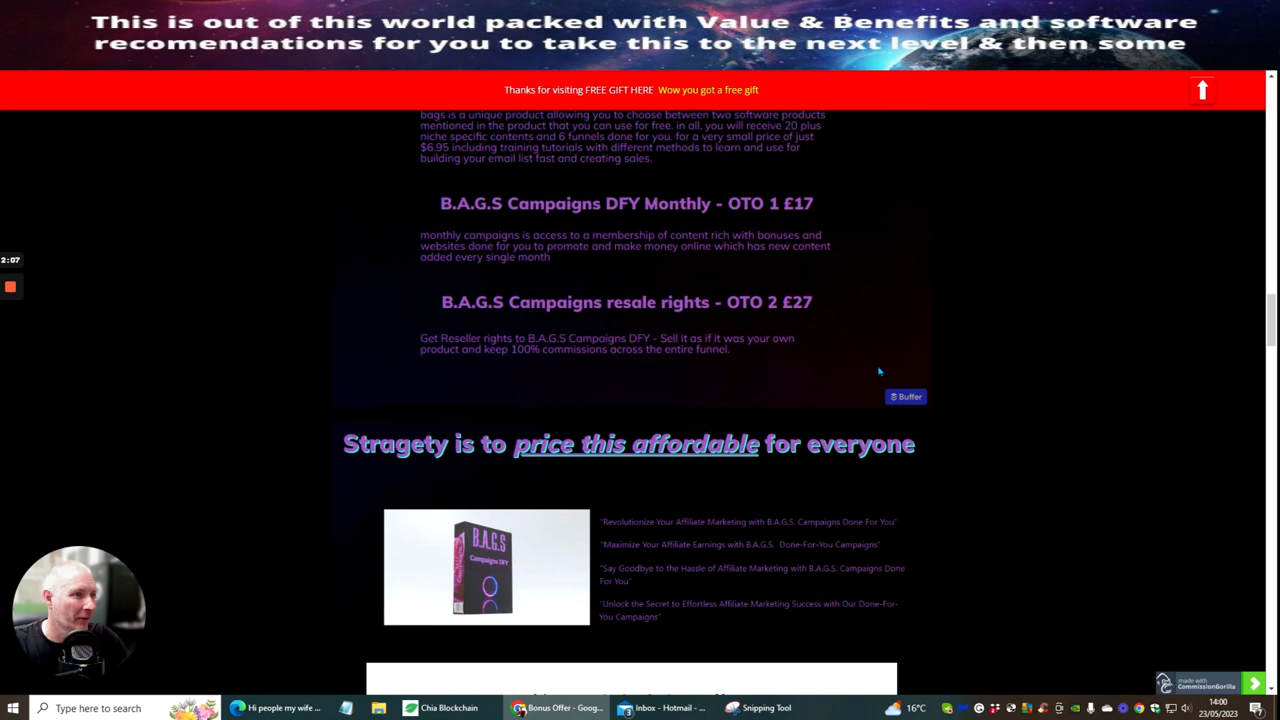 This is out of this world packed with Value & Benefits and software
recomendations for you to take this to the next level & then some
Thanks for visiting FREE GIFT HERE Wow you got a free gift
bags is a unique product allowing you to choose between two software products
mentioned in the product that you can use for free. in all, you will receive 20 plus
niche specific contents and 6 funnels done for you. for a very small price of just
$6.95 including training tutorials with different methods to learn and use for
building your email list fast and creating sales.
B.A.G.S Campaigns DFY Monthly - OTO 1 £17
2:07
monthly campaigns is access to a membership of content rich with bonuses and
websites done for you to promote and make money online which has new content
added every single month
B.A.G.S Campaigns resale rights - OTO 2 £27
Get Reseller rights to B.A.G.S Campaigns DFY - Sell it as if it was your own
product and keep 100% commissions across the entire funnel.
Buffer
Stragety is to price this affordable for everyone
B.A.G.S
Campaigns DFY
"Revolutionize Your Affiliate Marketing with B.A.G.S. Campaigns Done For You"
"Maximize Your Affiliate Earnings with B.A.G.S. Done-For-You Campaigns"
"Say Goodbye to the Hassle of Affiliate Marketing with B.A.G.S. Campaigns Done
For You"
"Unlock the Secret to Effortless Affiliate Marketing Success with Our Done-For-
You Campaigns"
made with
CommissionGorilla
Type here to search
Hi people my wife ...
Chia Blockchain
Bonus Offer - Goog...
Inbox - Hotmail - ...
Snipping Tool
16°C
14:00
23/05/2023